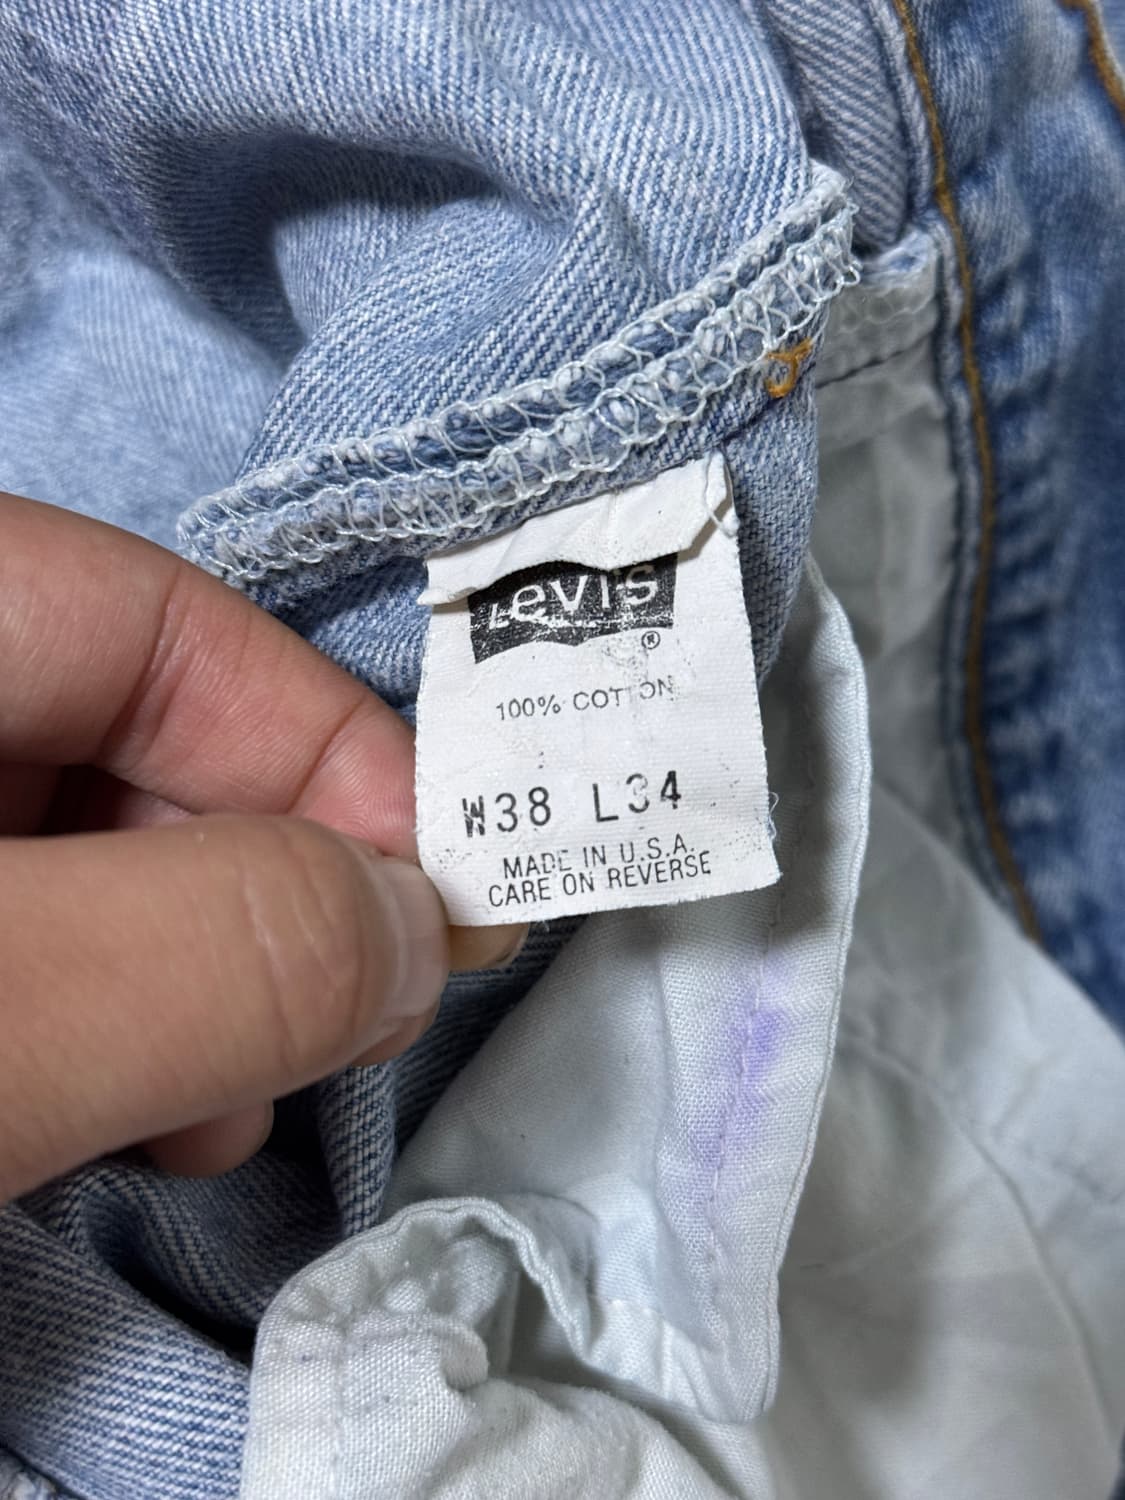 Levi's
®
100% COTTON
W38 L34
MADE IN U.S.A.
CARE ON REVERSE